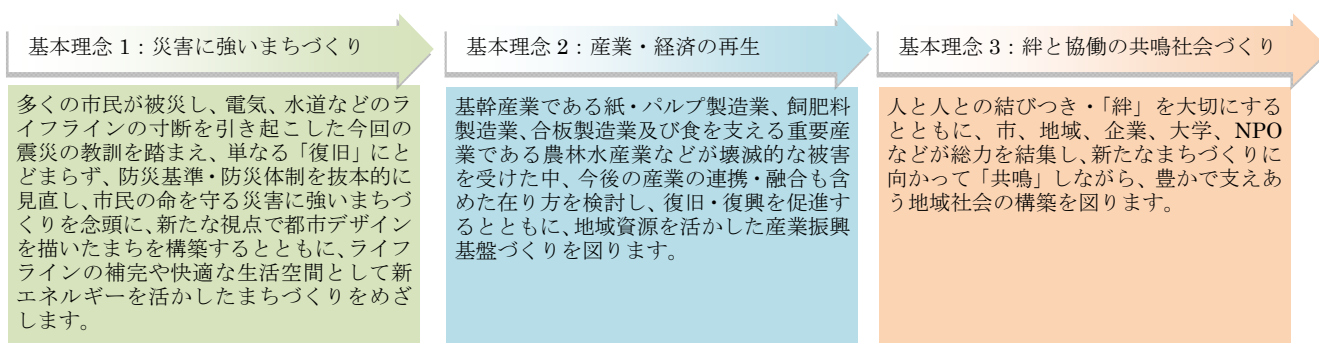 基本理念 1：災害に強いまちづくり
多くの市民が被災し、電気、水道などのラ
イフラインの寸断を引き起こした今回の
震災の教訓を踏まえ、単なる「復旧」にと
どまらず、防災基準・防災体制を抜本的に
見直し、市民の命を守る災害に強いまちづ
くりを念頭に、新たな視点で都市デザイン
を描いたまちを構築するとともに、ライフ
ラインの補完や快適な生活空間として新
エネルギーを活かしたまちづくりをめざ
します。
基本理念 2：産業・経済の再生
基幹産業である紙・パルプ製造業、飼肥料
製造業、合板製造業及び食を支える重要産
業である農林水産業などが壊滅的な被害
を受けた中、今後の産業の連携・融合も含
めた在り方を検討し、復旧・復興を促進す
るとともに、地域資源を活かした産業振興
基盤づくりを図ります。
基本理念 3：絆と協働の共鳴社会づくり
人と人との結びつき・「絆」を大切にする
とともに、市、地域、企業、大学、NPO
などが総力を結集し、新たなまちづくりに
向かって「共鳴」しながら、豊かで支えあ
う地域社会の構築を図ります。